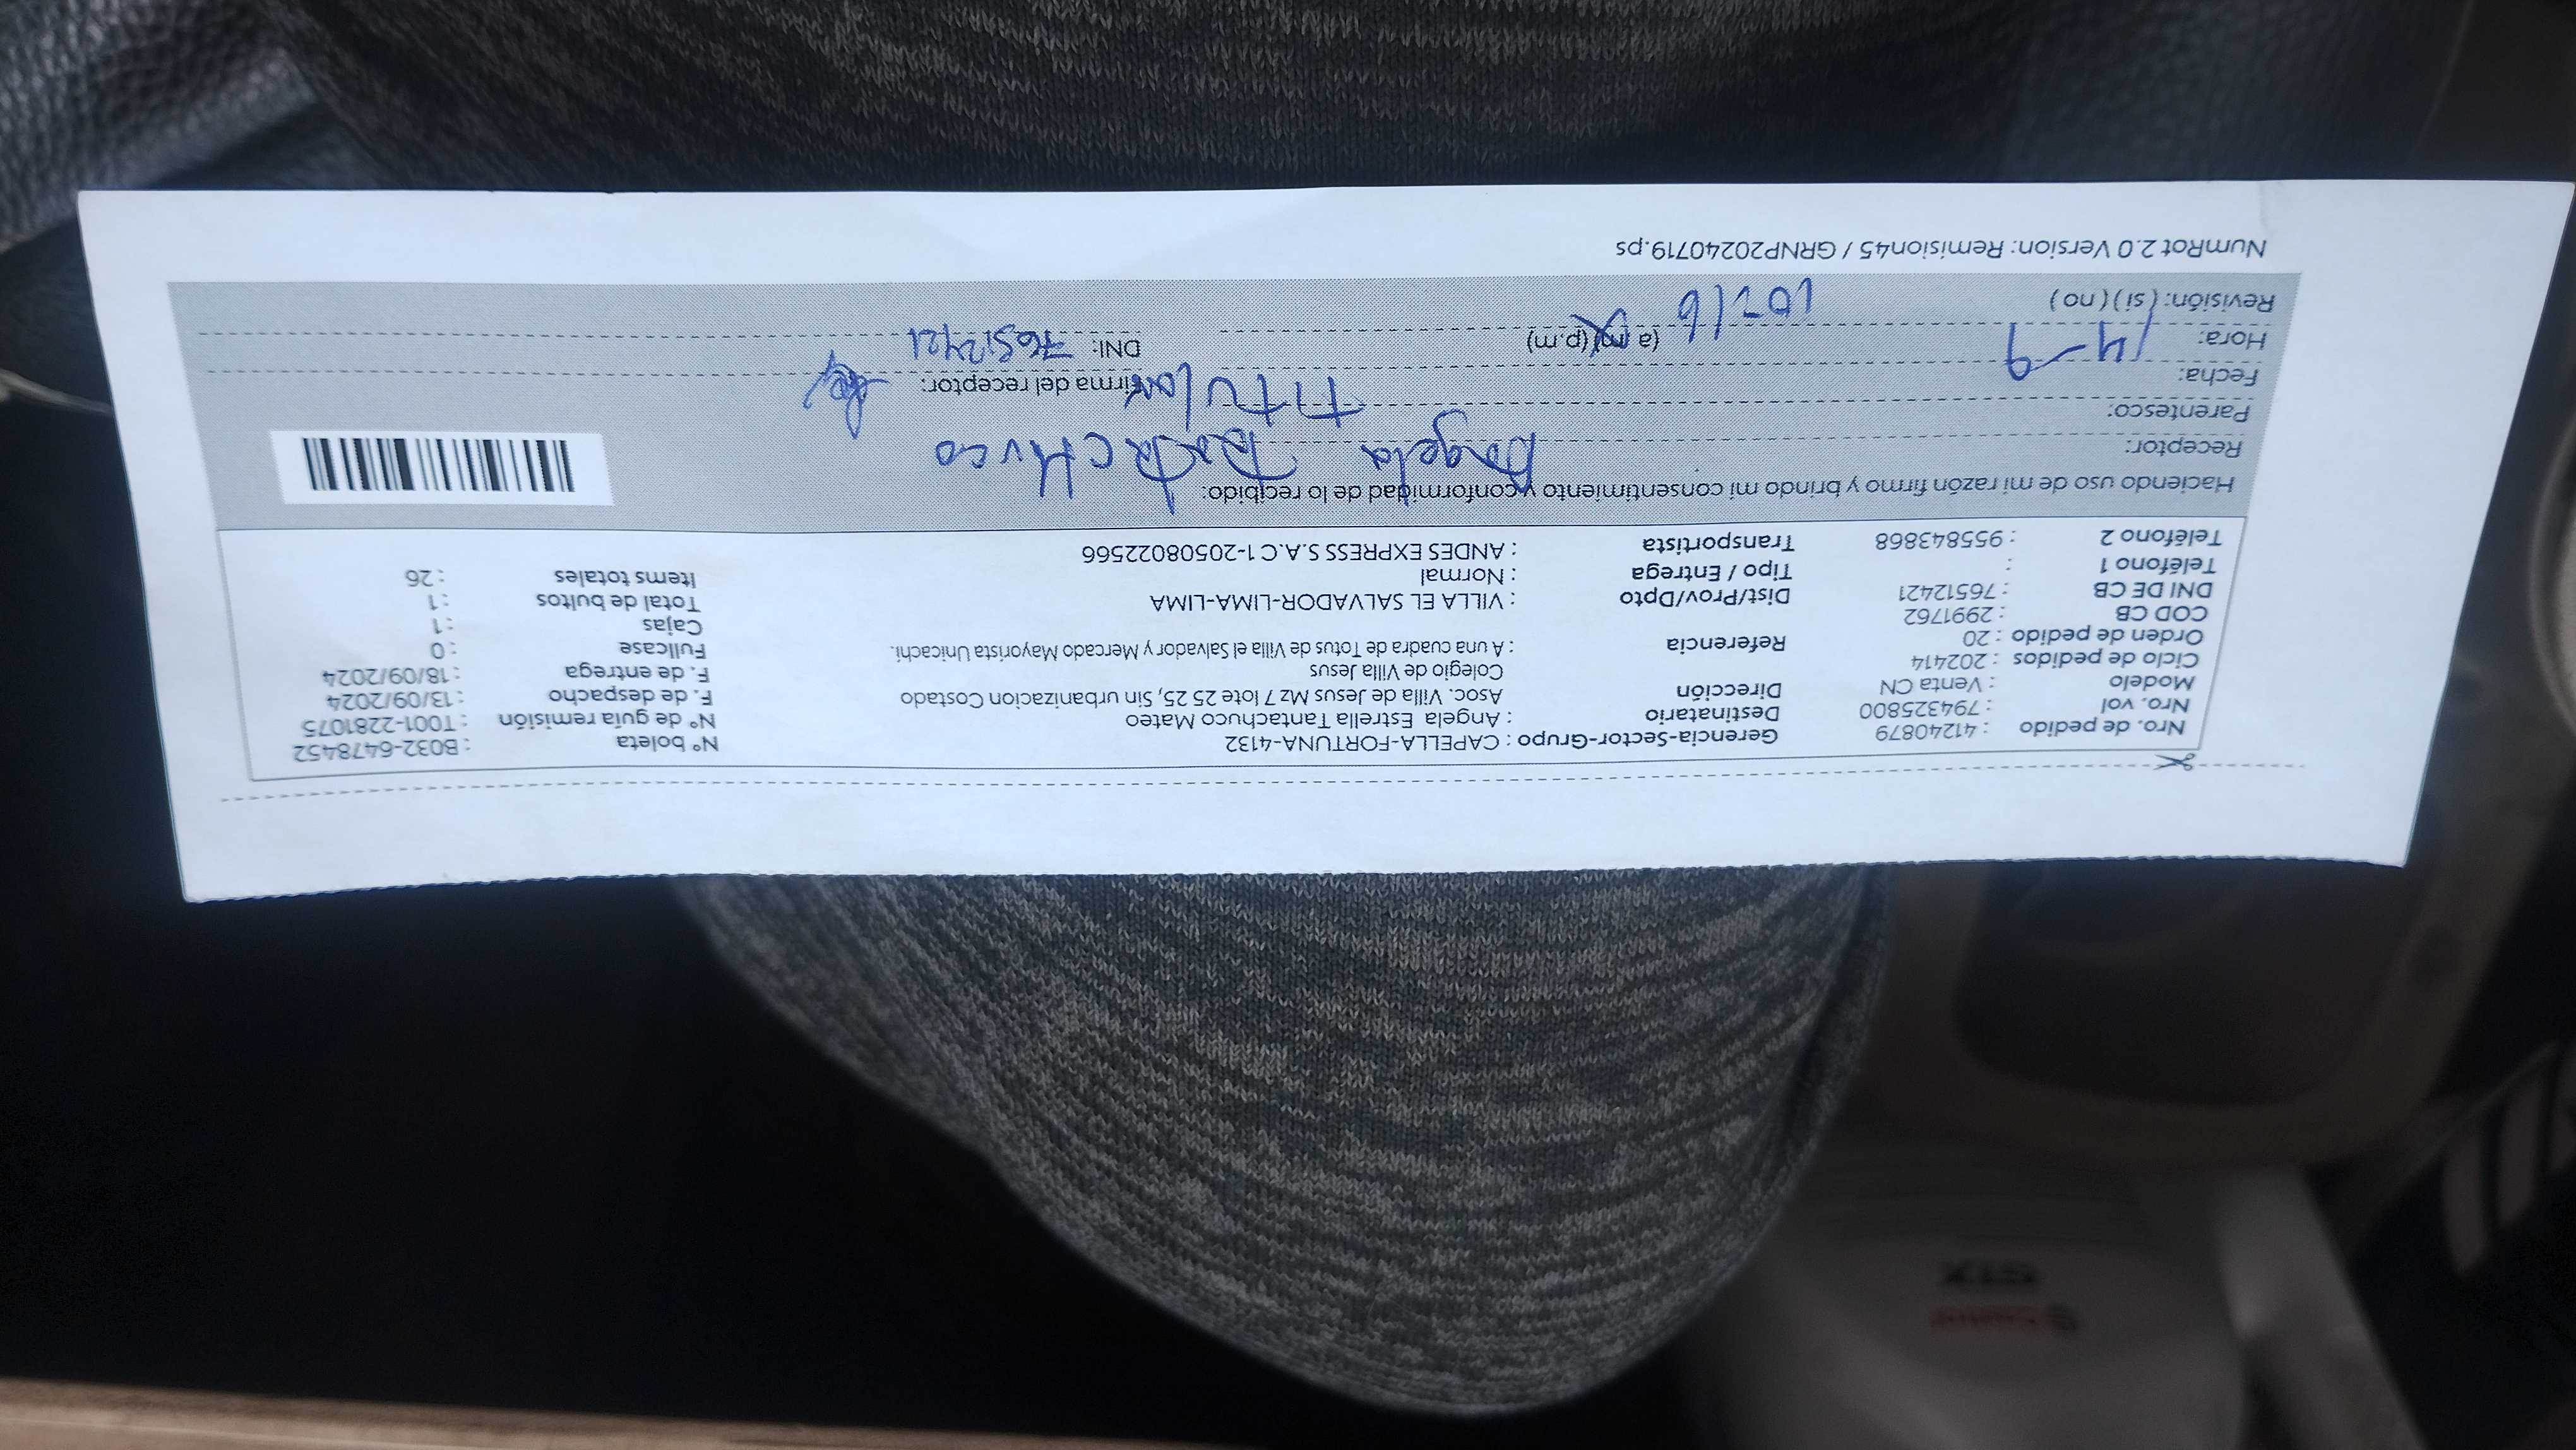 Nro. de pedido : 41240879 Gerencia-Sector-Grupo : CAPELLA-FORTUNA-4132 N° boleta : B032-6478452
Nro. vol : 794325800 Destinatario : Angela Estrella Tantachuco Mateo N° de guía remisión : T001-2281075
Modelo : Venta CN Dirección Asoc. Villa de Jesus Mz 7 lote 25 25, Sin urbanizacion Costado F. de despacho : 13/09/2024
Ciclo de pedidos : 202414 Colegio de Villa Jesus F. de entrega : 18/09/2024
Orden de pedido : 20 Referencia : A una cuadra de Totus de Villa el Salvador y Mercado Mayorista Unicachi. Fullcase : 0
COD CB : 2991762 Cajas : 1
DNI DE CB : 76512421 Dist/Prov/Dpto : VILLA EL SALVADOR-LIMA-LIMA Total de bultos : 1
Teléfono 1 : Tipo / Entrega : Normal Items totales : 26
Teléfono 2 : 955843868 Transportista : ANDES EXPRESS S.A.C 1-20508022566
Haciendo uso de mi razón firmo y brindo mi consentimiento y conformidad de lo recibido:
Receptor: Angela
Parentesco: Titular
Fecha: 14-9 Firma del receptor:
Hora: 10:16 (a m) (p.m) DNI: 76512421
Revisión: ( si ) ( no )
NumRot 2.0 Version: Remision45 / GRNP20240719.ps
Castrol
GTX